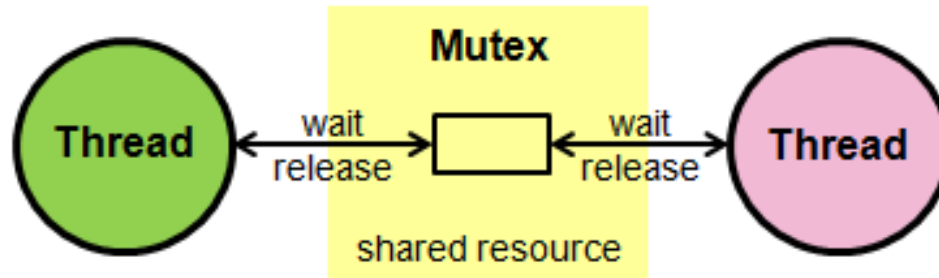 Mutex
Thread
wait
release
wait
release
Thread
shared resource